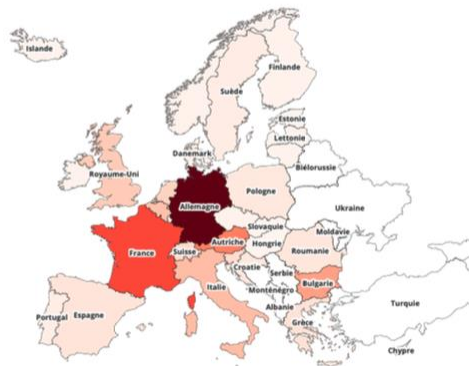 Islande
Finlande
Suède
Estonie
Lettonie
Danemark
Biélorussie
Royaume-Uni
Pologne
Allemagne
Ukraine
Slovaquie
Moldavie
Autriche
Hongrie
France
Suisse
Roumanie
Croatie
Serbie
Italie
Monténégro
Bulgarie
Albanie
Portugal
Espagne
Turquie
Grèce
Chypre